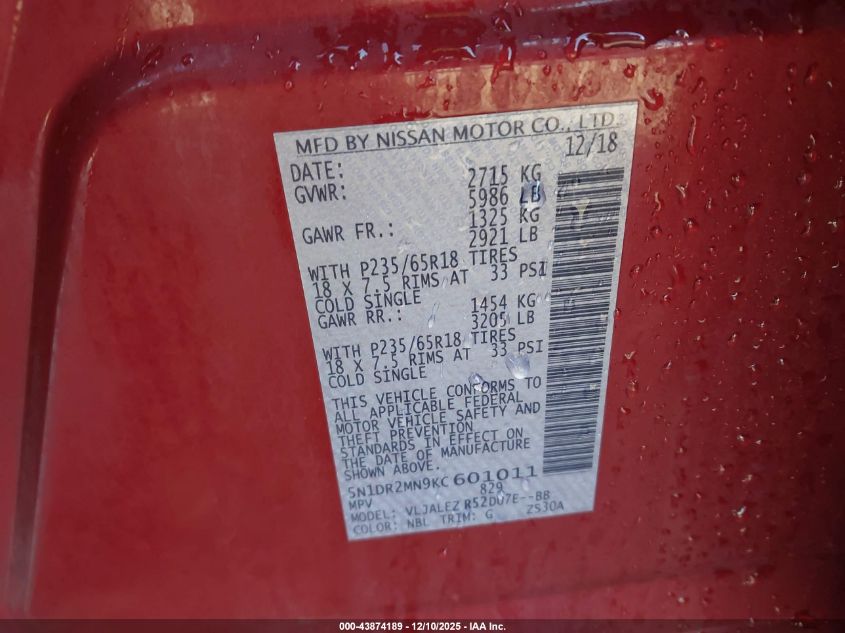 MFD BY NISSAN MOTOR CO., LTD.
DATE: 12/18
GVWR: 2715 KG
5986 LB
GAWR FR.: 1325 KG
2921 LB
WITH P235/65R18 TIRES
18 X 7.5 RIMS AT 33 PSI
COLD SINGLE
GAWR RR.: 1454 KG
3205 LB
WITH P235/65R18 TIRES
18 X 7.5 RIMS AT 33 PSI
COLD SINGLE
THIS VEHICLE CONFORMS TO
ALL APPLICABLE FEDERAL
MOTOR VEHICLE SAFETY AND
THEFT PREVENTION
STANDARDS IN EFFECT ON
THE DATE OF MANUFACTURE
SHOWN ABOVE.
5N1DR2MN9KC601011
MPV 829
MODEL: VLJALEZ R52DU7E--BB
COLOR: NBL TRIM: G ZS30A
000-43874189 - 12/10/2025 - IAA Inc.